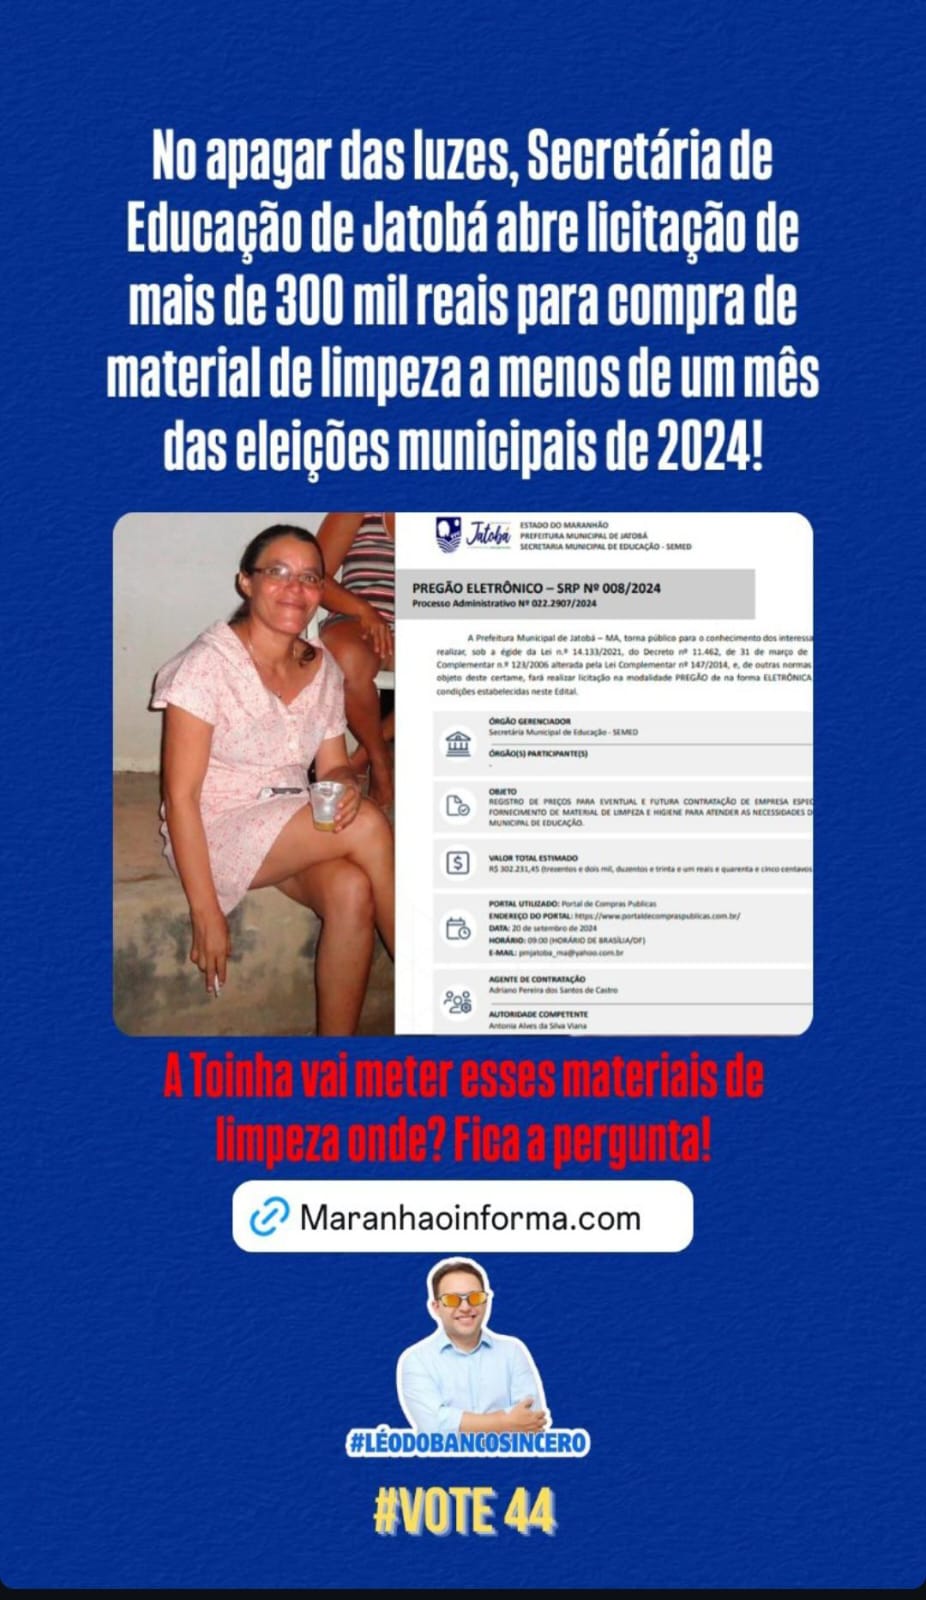 No apagar das luzes, Secretária de
Educação de Jatobá abre licitação de
mais de 300 mil reais para compra de
material de limpeza a menos de um mês
das eleições municipais de 2024!
Jatobá
ESTADO DO MARANHÃO
PREFEITURA MUNICIPAL DE JATOBÁ
SECRETARIA MUNICIPAL DE EDUCAÇÃO - SEMED
PREGÃO ELETRÔNICO – SRP Nº 008/2024
Processo Administrativo Nº 022.2907/2024
A Prefeitura Municipal de Jatobá – MA, torna público para o conhecimento dos interessa
realizar, sob a égide da Lei n.º 14.133/2021, do Decreto nº 11.462, de 31 de março de
Complementar n.º 123/2006 alterada pela Lei Complementar nº 147/2014, e, de outras normas
objeto deste certame, fará realizar licitação na modalidade PREGÃO de na forma ELETRÔNICA
condições estabelecidas neste Edital.
ÓRGÃO GERENCIADOR
Secretária Municipal de Educação - SEMED
ÓRGÃO(S) PARTICIPANTE(S)
-
OBJETO
REGISTRO DE PREÇOS PARA EVENTUAL E FUTURA CONTRATAÇÃO DE EMPRESA ESPEC
FORNECIMENTO DE MATERIAL DE LIMPEZA E HIGIENE PARA ATENDER AS NECESSIDADES D
MUNICIPAL DE EDUCAÇÃO.
VALOR TOTAL ESTIMADO
R$ 302.231,45 (trezentos e dois mil, duzentos e trinta e um reais e quarenta e cinco centavos
PORTAL UTILIZADO: Portal de Compras Publicas
ENDEREÇO DO PORTAL: https://www.portaldecompraspublicas.com.br/
DATA: 20 de setembro de 2024
HORÁRIO: 09:00 (HORÁRIO DE BRASÍLIA/DF)
E-MAIL: pmjatoba_ma@yahoo.com.br
AGENTE DE CONTRATAÇÃO
Adriano Pereira dos Santos de Castro
AUTORIDADE COMPETENTE
Antonia Alves da Silva Viana
A Toinha vai meter esses materiais de
limpeza onde? Fica a pergunta!
Maranhaoinforma.com
#LÉODOBANCOSINCERO
#VOTE 44